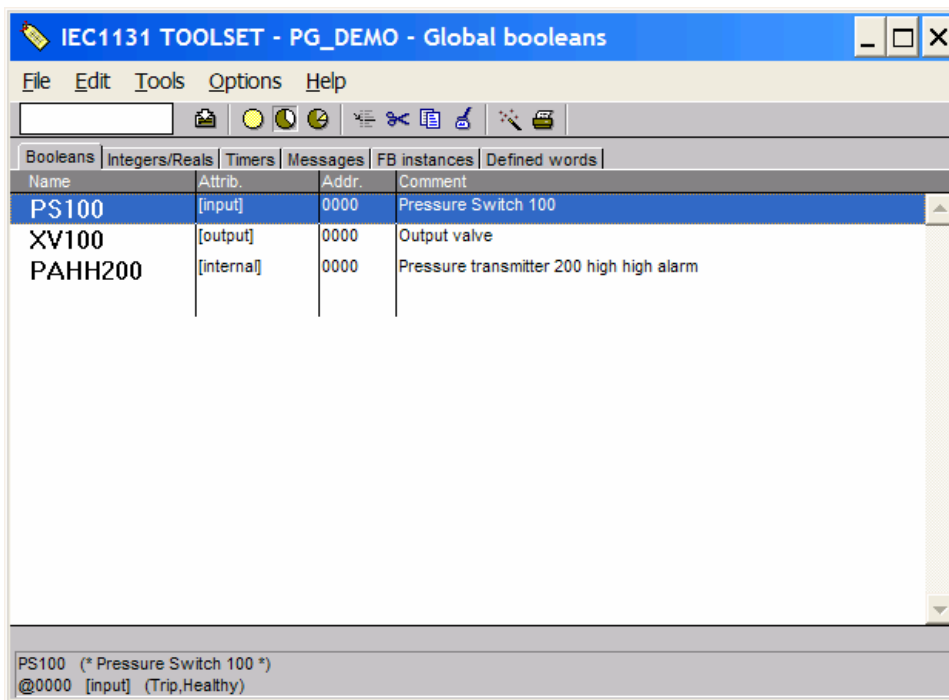 IEC1131 TOOLSET - PG_DEMO - Global booleans
File Edit Tools Options Help
Booleans Integers/Reals Timers Messages FB instances Defined words
Name Attrib. Addr. Comment
PS100 [input] 0000 Pressure Switch 100
XV100 [output] 0000 Output valve
PAHH200 [internal] 0000 Pressure transmitter 200 high high alarm
PS100 (* Pressure Switch 100 *)
@0000 [input] (Trip,Healthy)